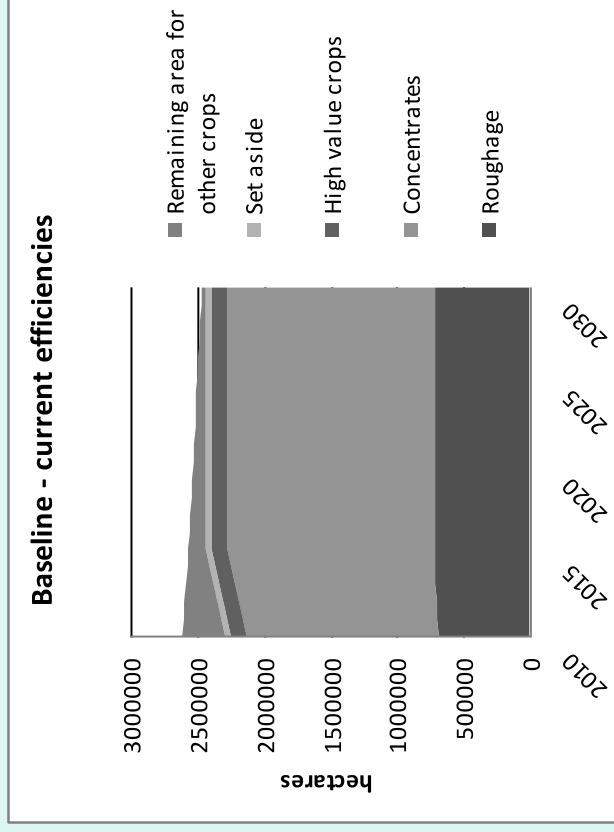 Baseline - current efficiencies
hectares
3000000
2500000
2000000
1500000
1000000
500000
0
2010
2015
2020
2025
2030
Remaining area for
other crops
Set aside
High value crops
Concentrates
Roughage